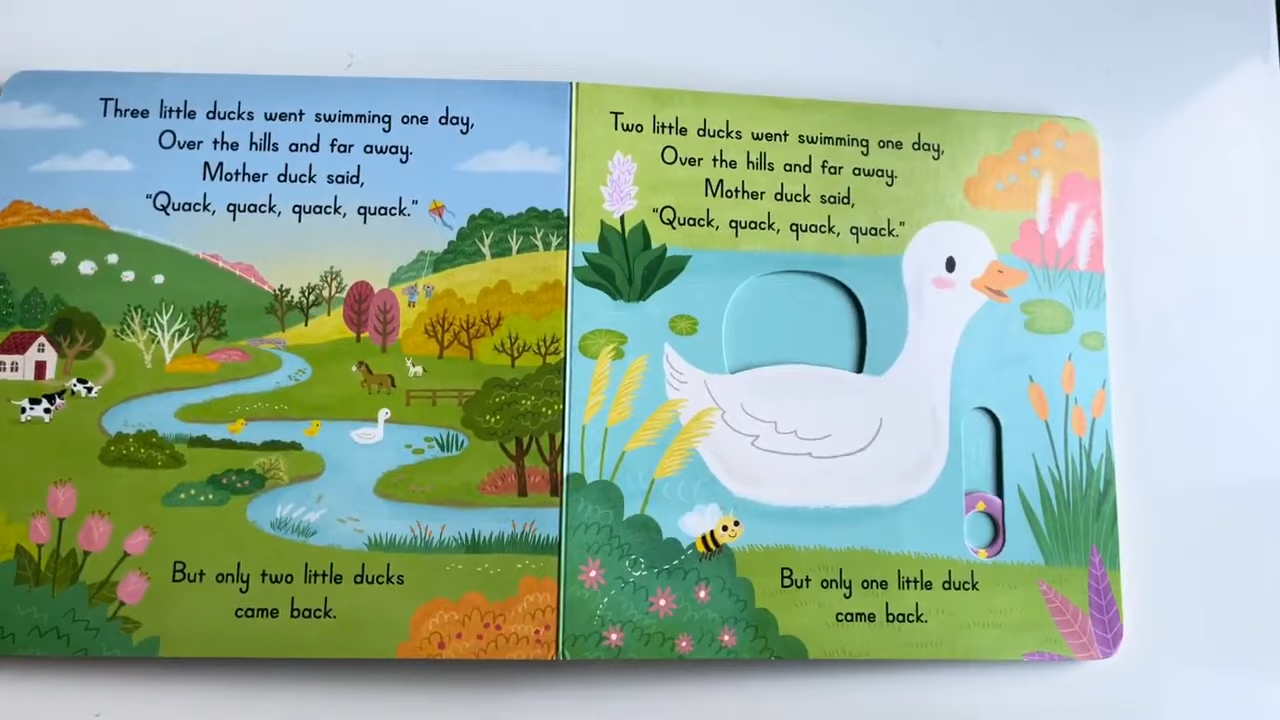 Three little ducks went swimming one day,
Over the hills and far away.
Mother duck said,
“Quack, quack, quack, quack.”
But only two little ducks
came back.
Two little ducks went swimming one day,
Over the hills and far away.
Mother duck said,
“Quack, quack, quack, quack.”
But only one little duck
came back.